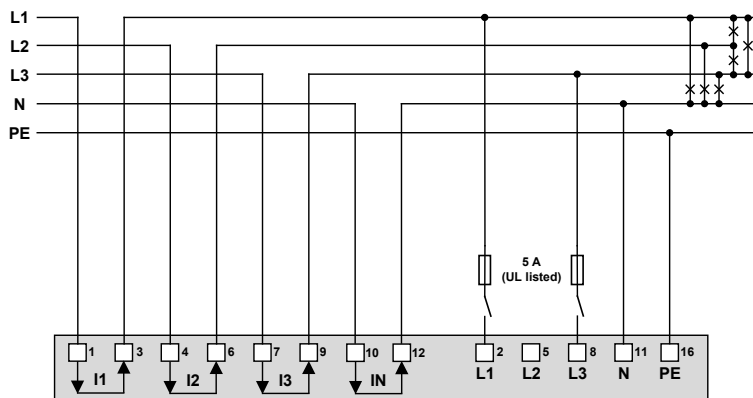 L1
L2
L3
N
PE
5 A
(UL listed)
1 3 4 6 7 9 10 12 2 5 8 11 16
I1 I2 I3 IN L1 L2 L3 N PE